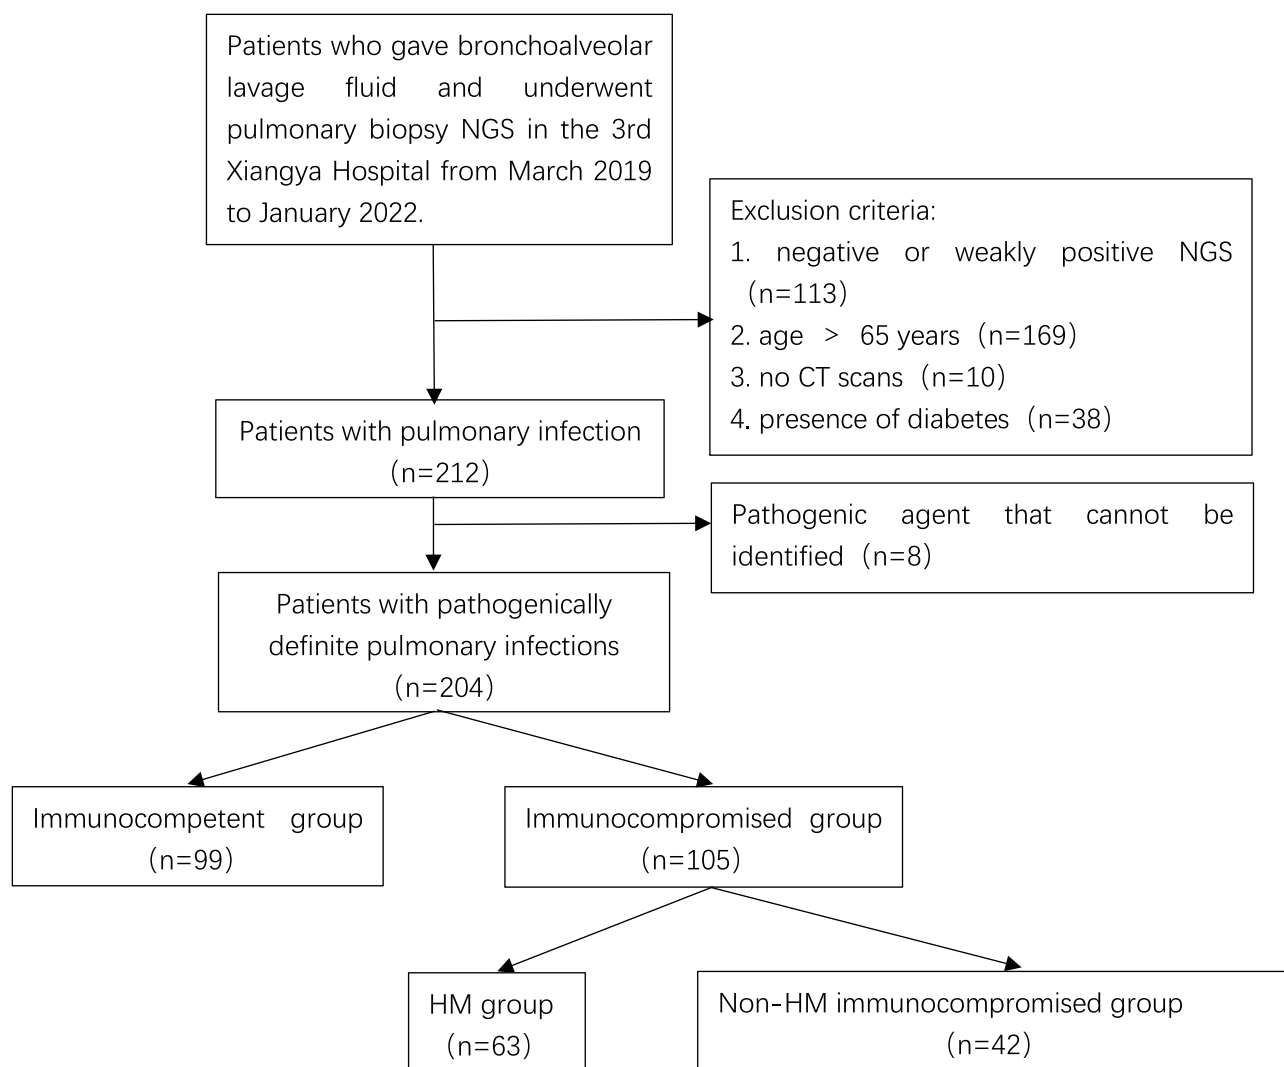 Patients who gave bronchoalveolar
lavage fluid and underwent
pulmonary biopsy NGS in the 3rd
Xiangya Hospital from March 2019
to January 2022.
Exclusion criteria:
1. negative or weakly positive NGS
（n=113）
2. age > 65 years（n=169）
3. no CT scans（n=10）
4. presence of diabetes（n=38）
Patients with pulmonary infection
（n=212）
Pathogenic agent that cannot be
identified（n=8）
Patients with pathogenically
definite pulmonary infections
（n=204）
Immunocompetent group
（n=99）
Immunocompromised group
（n=105）
HM group
（n=63）
Non-HM immunocompromised group
（n=42）